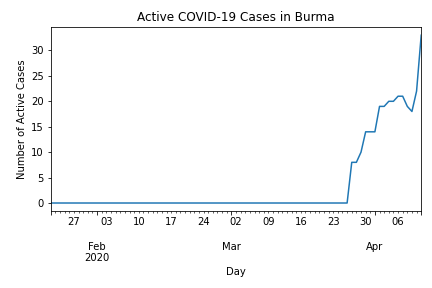 Active COVID-19 Cases in Burma
Number of Active Cases
30
25
20
15
10
5
0
27 03 10 17 24 02 09 16 23 30 06
Feb Mar Apr
2020
Day